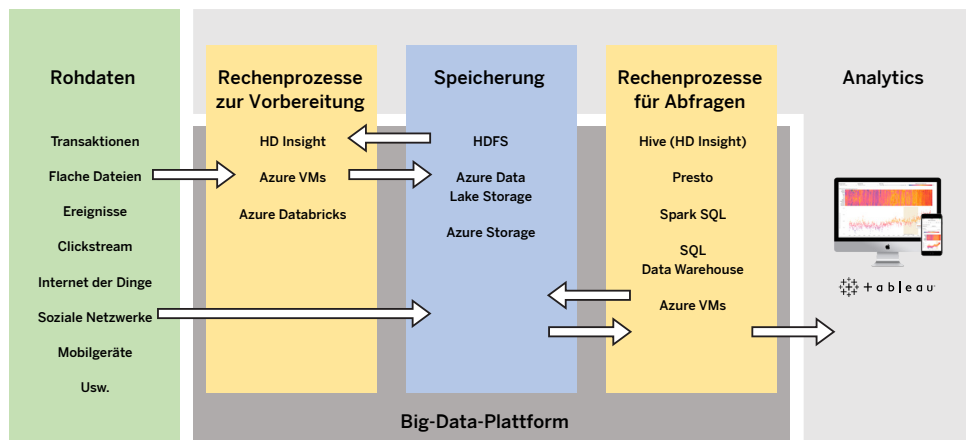 Rohdaten
Transaktionen
Flache Dateien
Ereignisse
Clickstream
Internet der Dinge
Soziale Netzwerke
Mobilgeräte
Usw.
Rechenprozesse
zur Vorbereitung
HD Insight
Azure VMs
Azure Databricks
Speicherung
HDFS
Azure Data
Lake Storage
Azure Storage
Rechenprozesse
für Abfragen
Hive (HD Insight)
Presto
Spark SQL
SQL
Data Warehouse
Azure VMs
Analytics
+ a b l e a u
Big-Data-Plattform